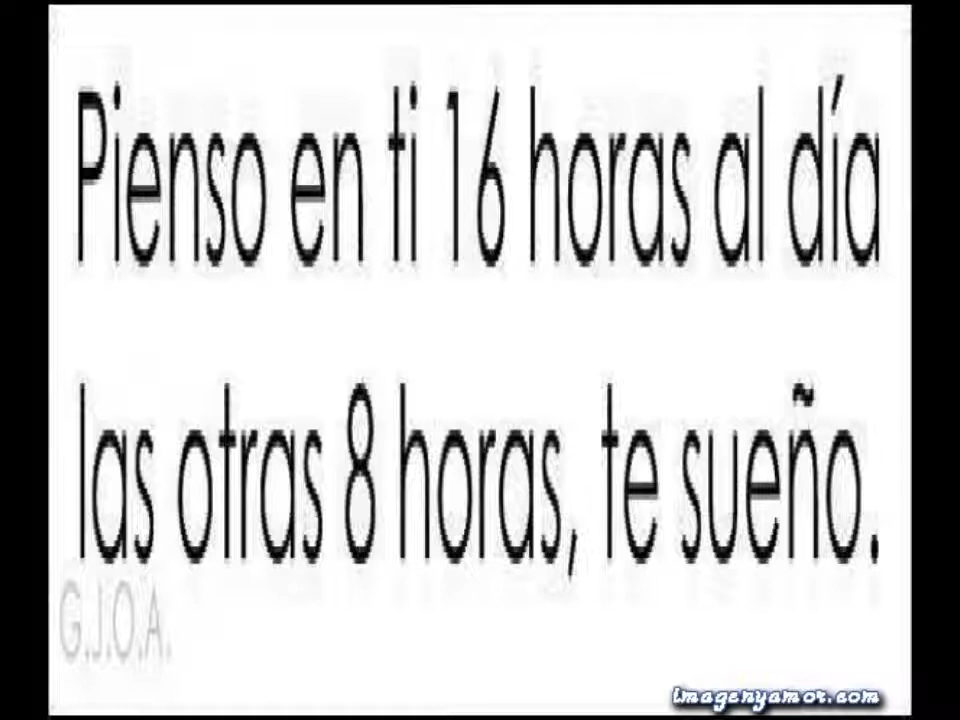 Pienso en ti 16 horas al día
las otras 8 horas, te sueño.
G.J.O.A.
imagenyamor.com